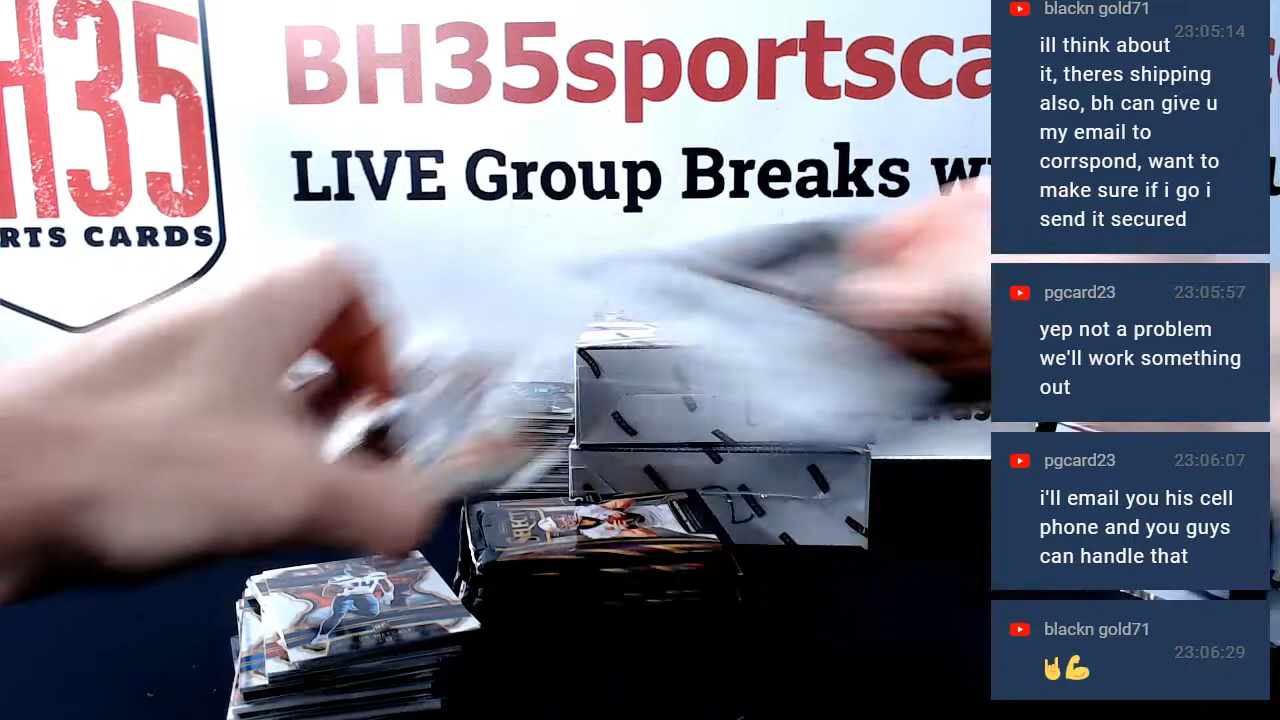 H35
RTS CARDS
BH35sportsca
LIVE Group Breaks w
SELECT
blackn gold71
23:05:14
ill think about
it, theres shipping
also, bh can give u
my email to
corrspond, want to
make sure if i go i
send it secured
pgcard23 23:05:57
yep not a problem
we'll work something
out
pgcard23 23:06:07
i'll email you his cell
phone and you guys
can handle that
blackn gold71
23:06:29
🤘💪